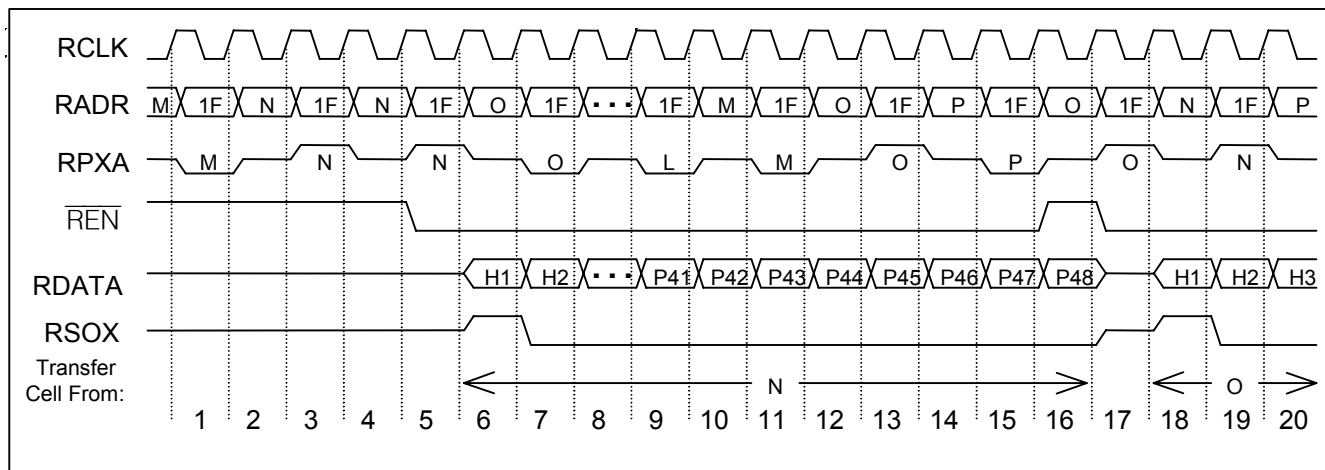 RCLK
RADR M 1F N 1F N 1F O 1F ··· 1F M 1F O 1F P 1F O 1F N 1F P
RPXA M N N O L M O P O N
REN
RDATA H1 H2 ··· P41 P42 P43 P44 P45 P46 P47 P48 H1 H2 H3
RSOX
Transfer
Cell From: N O
1 2 3 4 5 6 7 8 9 10 11 12 13 14 15 16 17 18 19 20